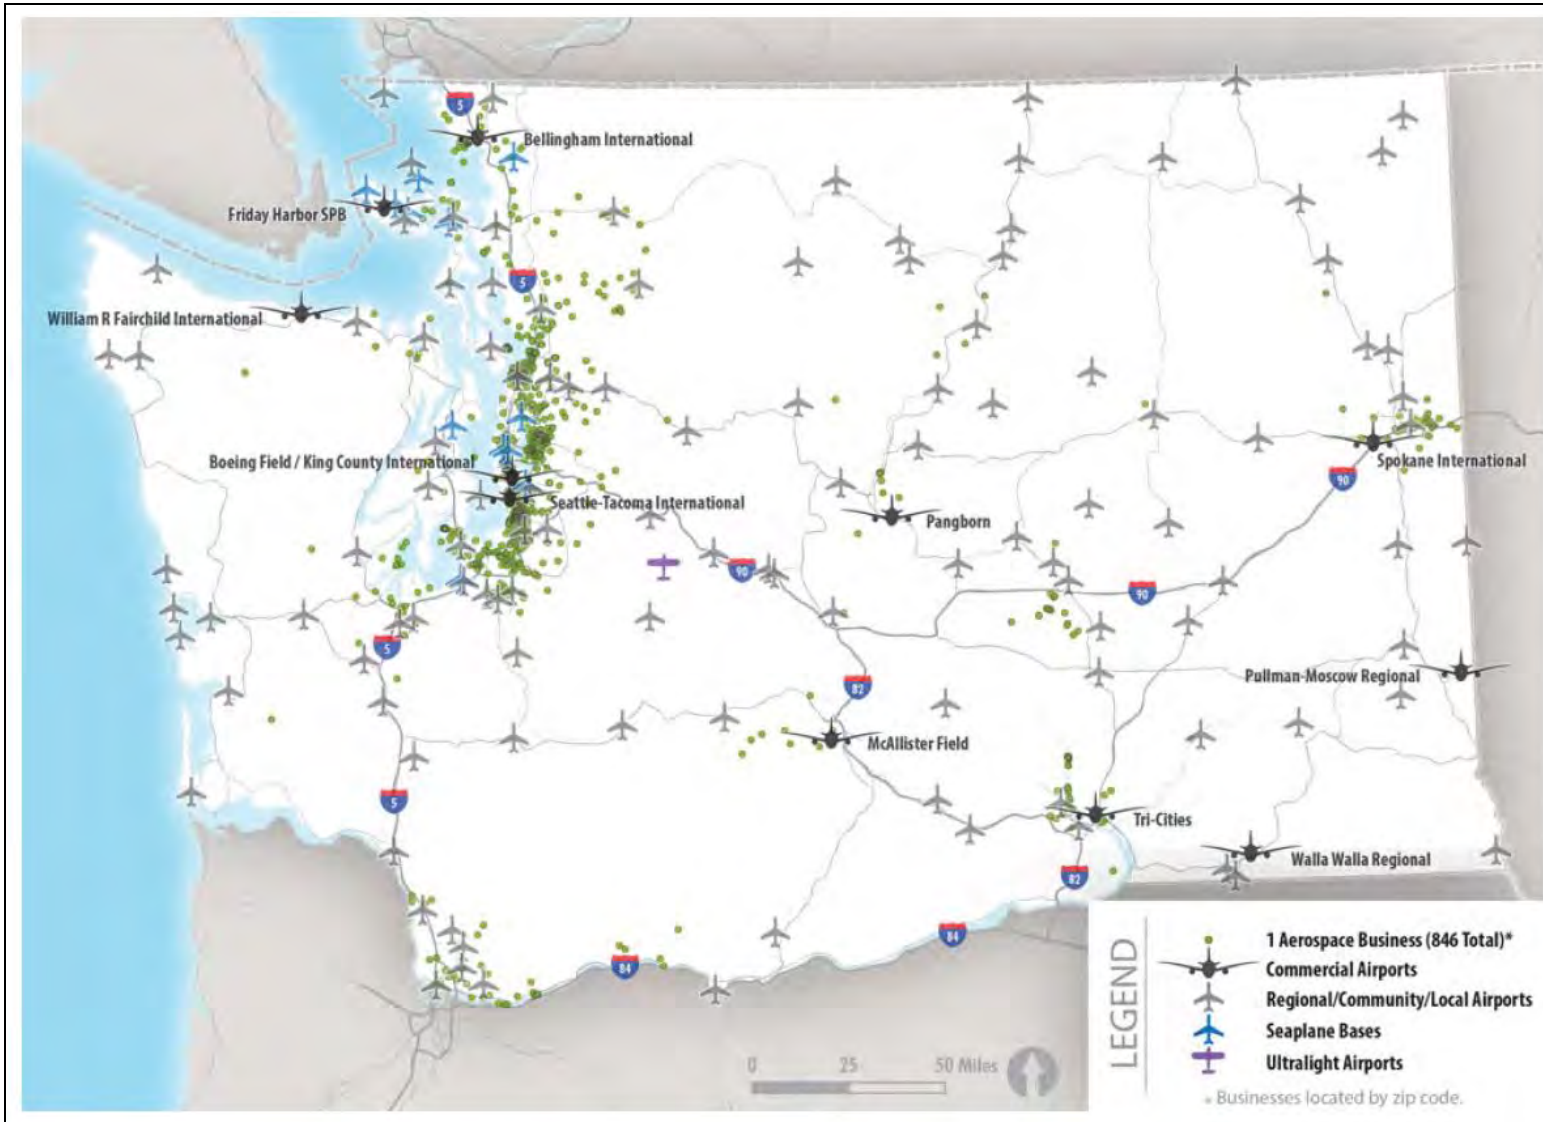 5
Bellingham International
Friday Harbor SPB
5
William R Fairchild International
Boeing Field / King County International
Spokane International
90
Seattle-Tacoma International
Pangborn
90
90
5
Pullman-Moscow Regional
82
McAllister Field
5
Tri-Cities
Walla Walla Regional
82
84
84
LEGEND
1 Aerospace Business (846 Total)*
Commercial Airports
Regional/Community/Local Airports
Seaplane Bases
Ultralight Airports
* Businesses located by zip code.
0 25 50 Miles